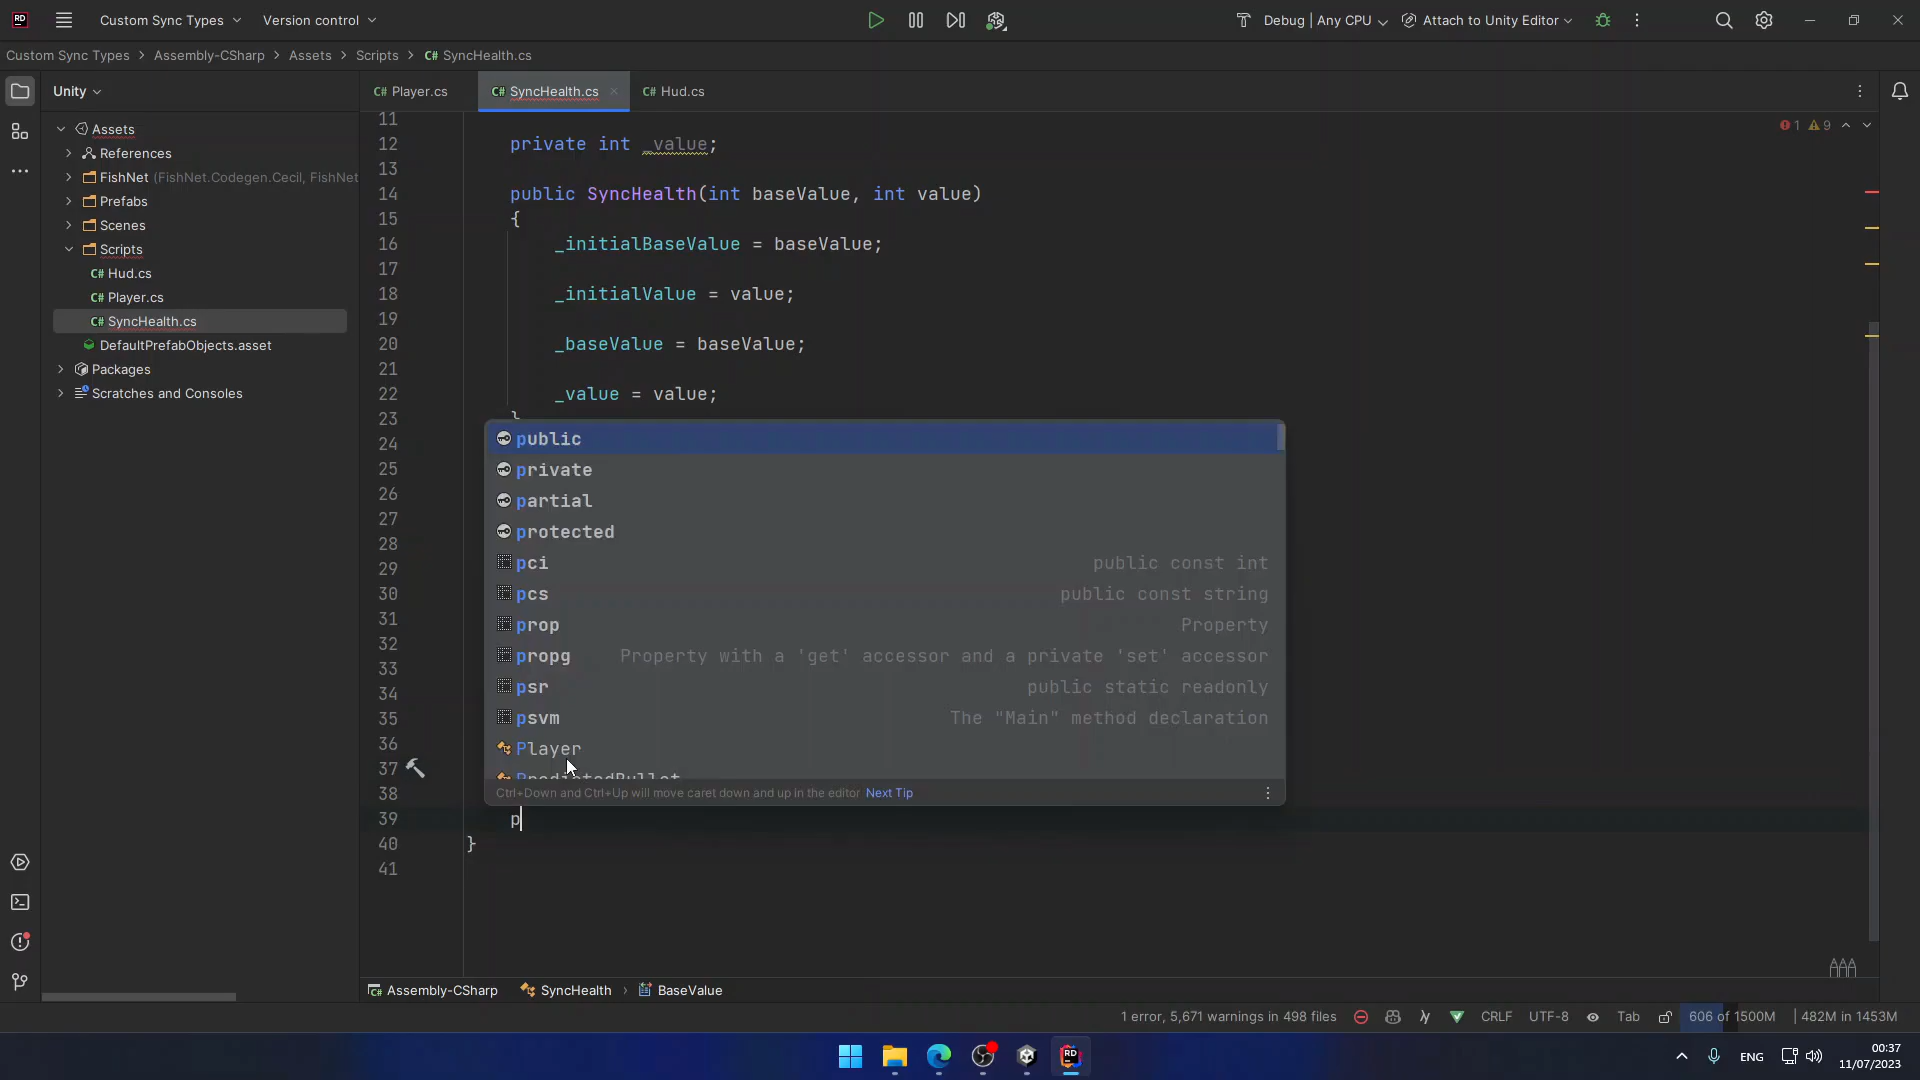 RD Custom Sync Types Version control Debug | Any CPU Attach to Unity Editor
Custom Sync Types > Assembly-CSharp > Assets > Scripts > C# SyncHealth.cs
Unity
C# Player.cs C# SyncHealth.cs × C# Hud.cs
Assets
References
FishNet (FishNet.Codegen.Cecil, FishNet
Prefabs
Scenes
Scripts
C# Hud.cs
C# Player.cs
C# SyncHealth.cs
DefaultPrefabObjects.asset
Packages
Scratches and Consoles
1 9
11
12 private int _value;
13
14 public SyncHealth(int baseValue, int value)
15 {
16 _initialBaseValue = baseValue;
17
18 _initialValue = value;
19
20 _baseValue = baseValue;
21
22 _value = value;
23 }
24
25
26
27
28
29
30
31
32
33
34
35
36
37
38
39 p
40 }
41
public
private
partial
protected
pci public const int
pcs public const string
prop Property
propg Property with a 'get' accessor and a private 'set' accessor
psr public static readonly
psvm The "Main" method declaration
Player
PredictedBullet
Ctrl+Down and Ctrl+Up will move caret down and up in the editor Next Tip
Assembly-CSharp SyncHealth > BaseValue
1 error, 5,671 warnings in 498 files CRLF UTF-8 Tab 606 of 1500M 482M in 1453M
RD ENG 00:37
11/07/2023